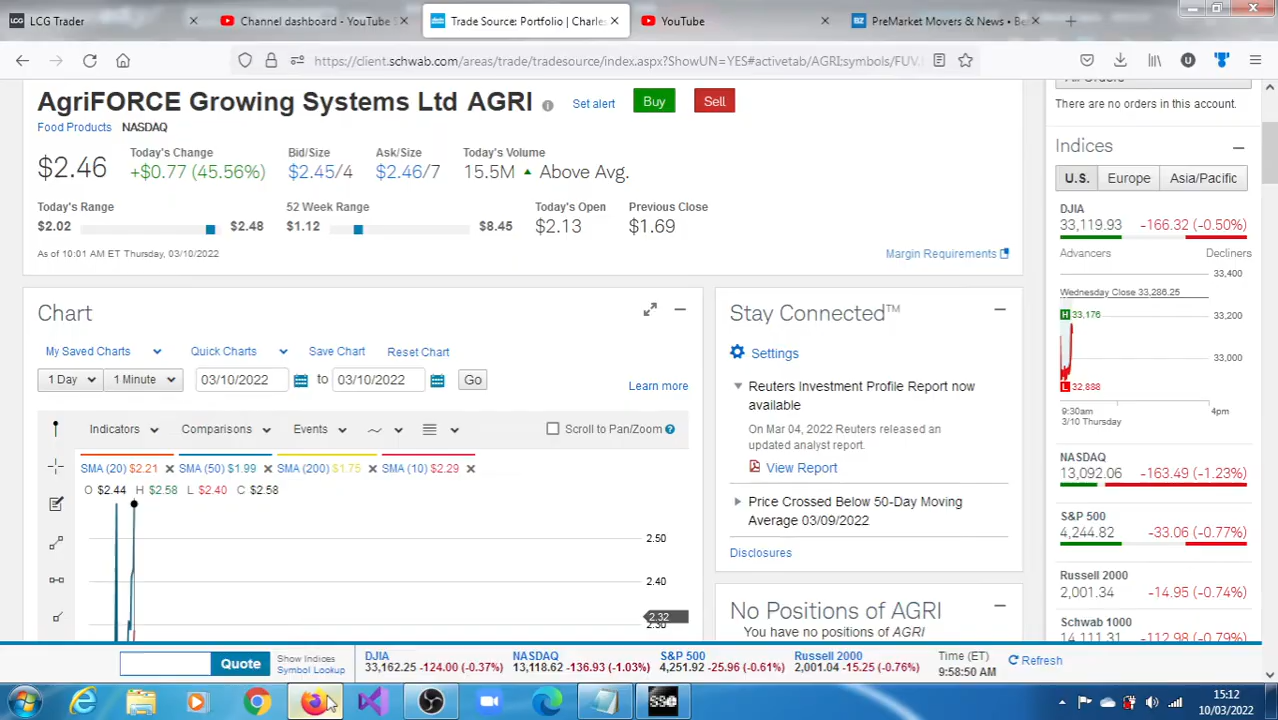 LCG Trader
Channel dashboard - YouTube S
Trade Source: Portfolio | Charles
YouTube
PreMarket Movers & News • Be
https://client.schwab.com/areas/trade/tradesource/index.aspx?ShowUN=YES#activetab/AGRI;symbols/FUV,
AgriFORCE Growing Systems Ltd AGRI
Set alert
Buy
Sell
Food Products NASDAQ
$2.46
Today's Change
+$0.77 (45.56%)
Bid/Size
$2.45/4
Ask/Size
$2.46/7
Today's Volume
15.5M Above Avg.
Today's Range
$2.02 $2.48
52 Week Range
$1.12 $8.45
Today's Open
$2.13
Previous Close
$1.69
As of 10:01 AM ET Thursday, 03/10/2022
Margin Requirements
Chart
My Saved Charts
Quick Charts
Save Chart
Reset Chart
1 Day
1 Minute
03/10/2022 to 03/10/2022
Go
Learn more
Indicators
Comparisons
Events
Scroll to Pan/Zoom
SMA (20) $2.21
SMA (50) $1.99
SMA (200) $1.75
SMA (10) $2.29
O $2.44 H $2.58 L $2.40 C $2.58
2.50
2.40
2.32
Stay Connected™
Settings
Reuters Investment Profile Report now
available
On Mar 04, 2022 Reuters released an
updated analyst report.
View Report
Price Crossed Below 50-Day Moving
Average 03/09/2022
Disclosures
No Positions of AGRI
You have no positions of AGRI
All Orders
There are no orders in this account.
Indices
U.S.
Europe
Asia/Pacific
DJIA
33,119.93 -166.32 (-0.50%)
Advancers Decliners
33,400
Wednesday Close 33,286.25
H 33,176
33,200
33,000
L 32,888
9:30am 4pm
3/10 Thursday
NASDAQ
13,092.06 -163.49 (-1.23%)
S&P 500
4,244.82 -33.06 (-0.77%)
Russell 2000
2,001.34 -14.95 (-0.74%)
Schwab 1000
14,111.31 -112.98 (-0.79%)
Quote
Show Indices
Symbol Lookup
DJIA
33,162.25 -124.00 (-0.37%)
NASDAQ
13,118.62 -136.93 (-1.03%)
S&P 500
4,251.92 -25.96 (-0.61%)
Russell 2000
2,001.04 -15.25 (-0.76%)
Time (ET)
9:58:50 AM
Refresh
15:12
10/03/2022